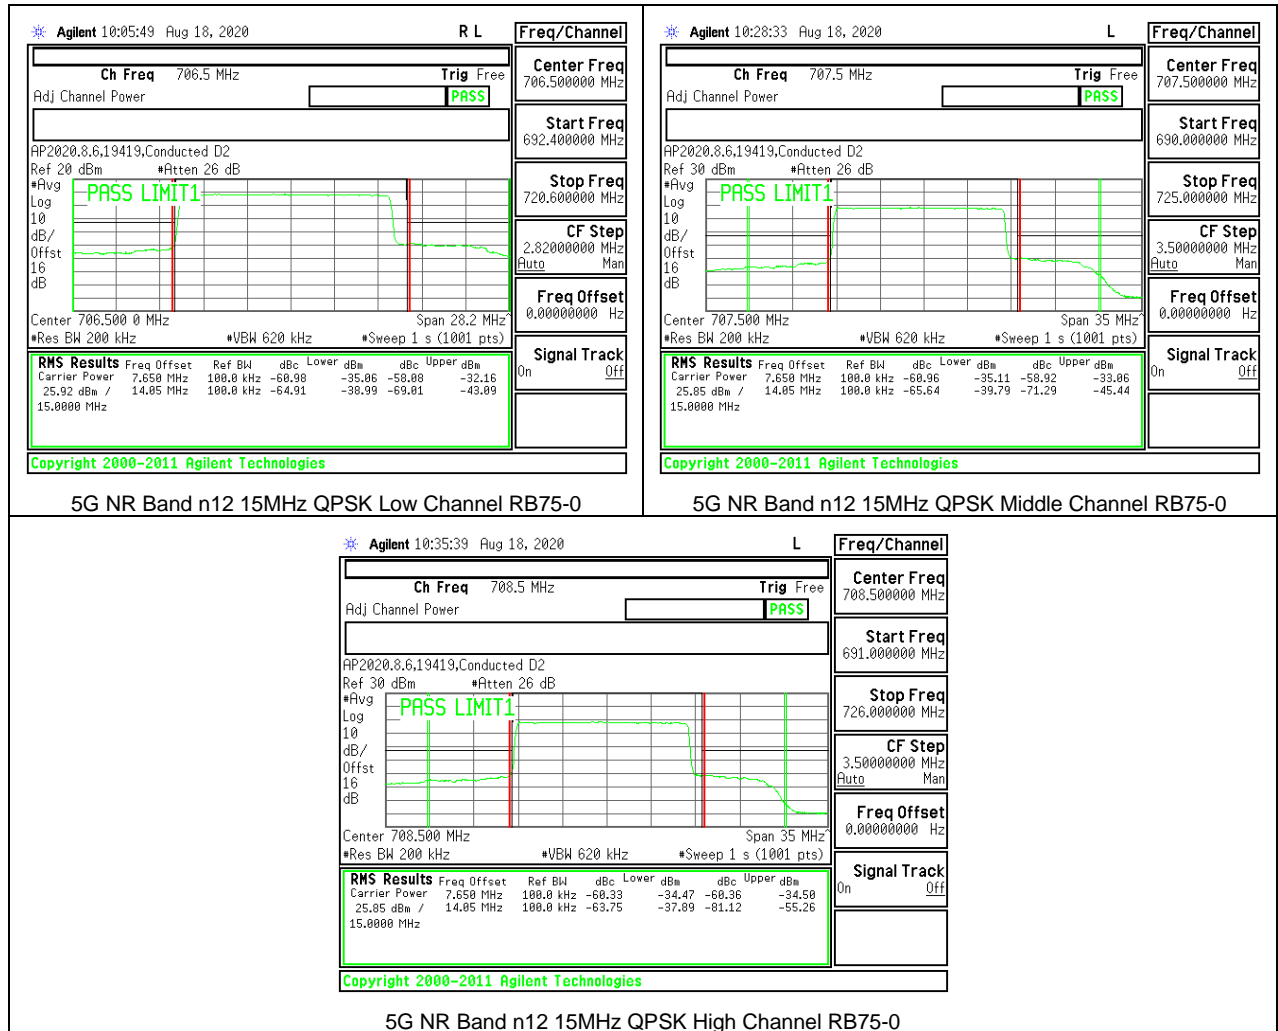 Agilent 10:05:49 Aug 18, 2020 R L
Freq/Channel
Ch Freq 706.5 MHz Trig Free
Adj Channel Power PASS
AP2020.8.6,19419,Conducted D2
Ref 20 dBm #Atten 26 dB
#Avg
Log
10
dB/
Offst
16
dB
PASS LIMIT1
Center 706.500 0 MHz Span 28.2 MHz^
#Res BW 200 kHz #VBW 620 kHz #Sweep 1 s (1001 pts)
RMS Results Freq Offset Ref BW dBc Lower dBm dBc Upper dBm
Carrier Power 7.650 MHz 100.0 kHz -60.98 -35.06 -58.08 -32.16
25.92 dBm / 14.05 MHz 100.0 kHz -64.91 -38.99 -69.01 -43.09
15.0000 MHz
Copyright 2000-2011 Agilent Technologies
Center Freq
706.500000 MHz
Start Freq
692.400000 MHz
Stop Freq
720.600000 MHz
CF Step
2.82000000 MHz
Auto Man
Freq Offset
0.00000000 Hz
Signal Track
On Off
5G NR Band n12 15MHz QPSK Low Channel RB75-0
Agilent 10:28:33 Aug 18, 2020 L
Freq/Channel
Ch Freq 707.5 MHz Trig Free
Adj Channel Power PASS
AP2020.8.6,19419,Conducted D2
Ref 30 dBm #Atten 26 dB
#Avg
Log
10
dB/
Offst
16
dB
PASS LIMIT1
Center 707.500 MHz Span 35 MHz^
#Res BW 200 kHz #VBW 620 kHz #Sweep 1 s (1001 pts)
RMS Results Freq Offset Ref BW dBc Lower dBm dBc Upper dBm
Carrier Power 7.650 MHz 100.0 kHz -60.96 -35.11 -58.92 -33.06
25.85 dBm / 14.05 MHz 100.0 kHz -65.64 -39.79 -71.29 -45.44
15.0000 MHz
Copyright 2000-2011 Agilent Technologies
Center Freq
707.500000 MHz
Start Freq
690.000000 MHz
Stop Freq
725.000000 MHz
CF Step
3.50000000 MHz
Auto Man
Freq Offset
0.00000000 Hz
Signal Track
On Off
5G NR Band n12 15MHz QPSK Middle Channel RB75-0
Agilent 10:35:39 Aug 18, 2020 L
Freq/Channel
Ch Freq 708.5 MHz Trig Free
Adj Channel Power PASS
AP2020.8.6,19419,Conducted D2
Ref 30 dBm #Atten 26 dB
#Avg
Log
10
dB/
Offst
16
dB
PASS LIMIT1
Center 708.500 MHz Span 35 MHz^
#Res BW 200 kHz #VBW 620 kHz #Sweep 1 s (1001 pts)
RMS Results Freq Offset Ref BW dBc Lower dBm dBc Upper dBm
Carrier Power 7.650 MHz 100.0 kHz -60.33 -34.47 -60.36 -34.50
25.85 dBm / 14.05 MHz 100.0 kHz -63.75 -37.89 -81.12 -55.26
15.0000 MHz
Copyright 2000-2011 Agilent Technologies
Center Freq
708.500000 MHz
Start Freq
691.000000 MHz
Stop Freq
726.000000 MHz
CF Step
3.50000000 MHz
Auto Man
Freq Offset
0.00000000 Hz
Signal Track
On Off
5G NR Band n12 15MHz QPSK High Channel RB75-0